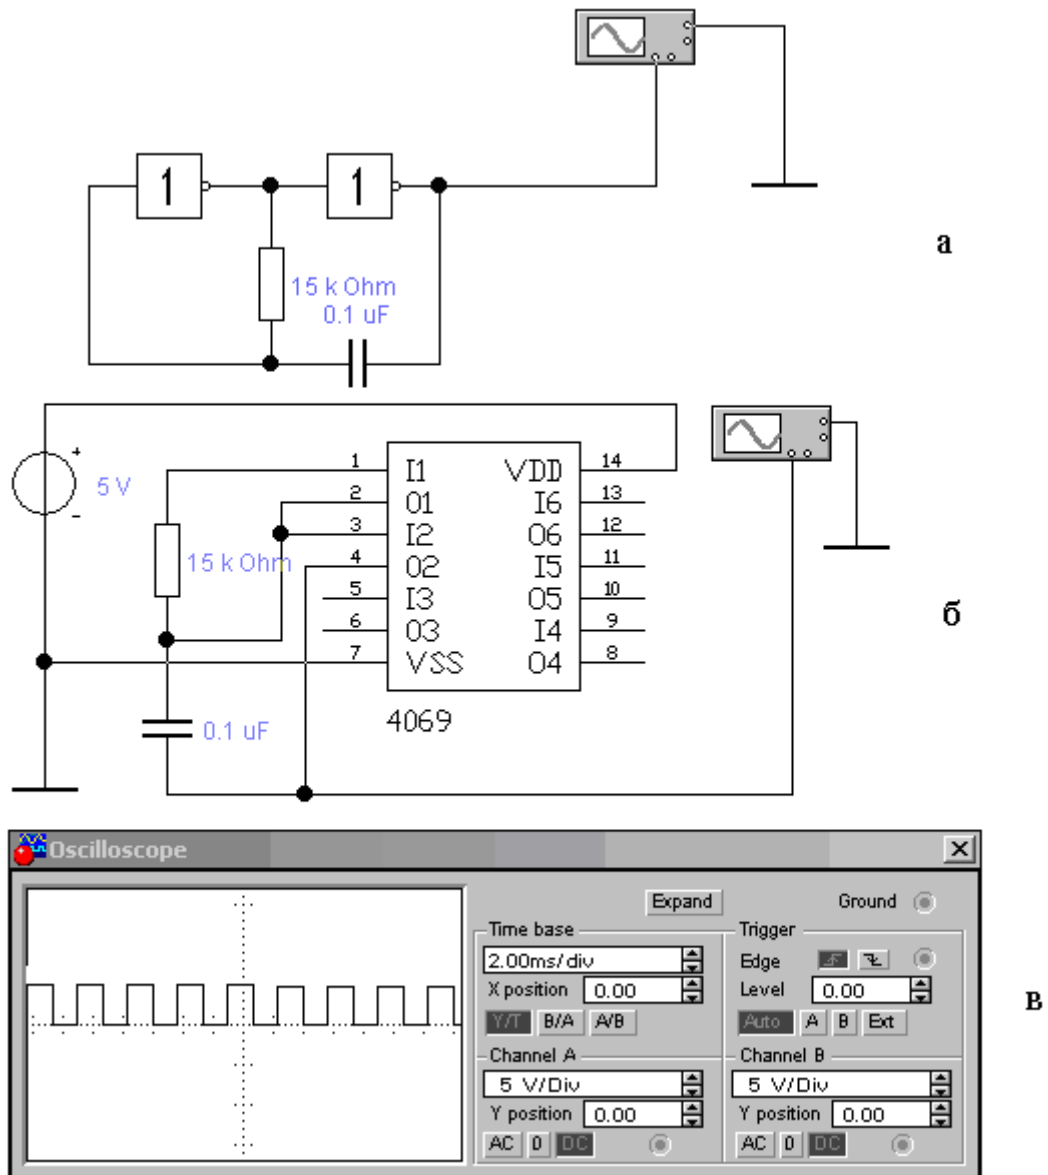 1 1
а
15 k Ohm
0.1 uF
+
5 V
-
15 k Ohm
0.1 uF
1 I1 VDD 14
2 O1 I6 13
3 I2 O6 12
4 O2 I5 11
5 I3 O5 10
6 O3 I4 9
7 VSS O4 8
4069
б
Oscilloscope
Expand Ground
Time base Trigger
2.00ms/div Edge
X position 0.00 Level 0.00
Y/T B/A A/B Auto A B Ext
Channel A Channel B
5 V/Div 5 V/Div
Y position 0.00 Y position 0.00
AC 0 DC AC 0 DC
в